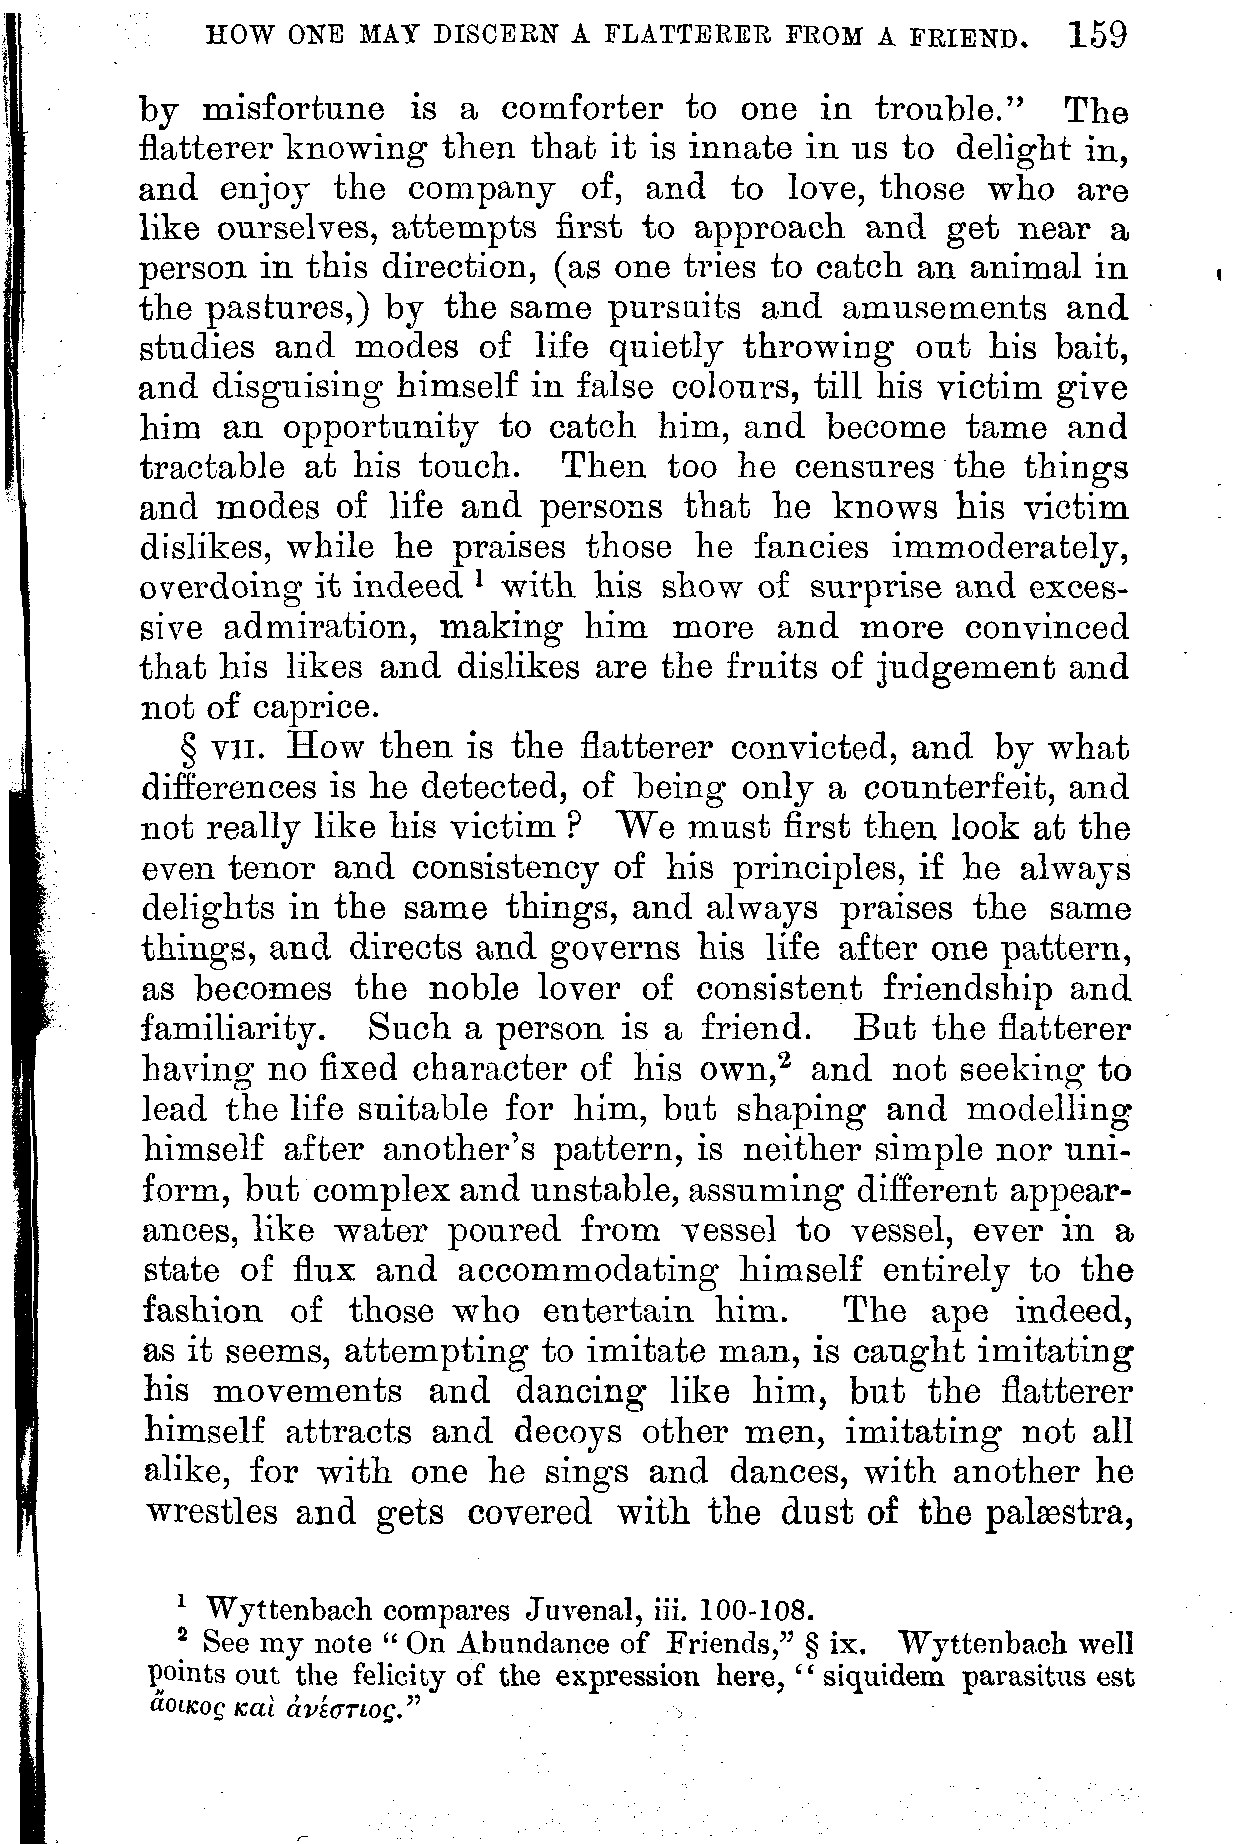 HOW ONE MAY DISCERN A FLATTERER FROM A FRIEND. 159
by misfortune is a comforter to one in trouble.” The
flatterer knowing then that it is innate in us to delight in,
and enjoy the company of, and to love, those who are
like ourselves, attempts first to approach and get near a
person in this direction, (as one tries to catch an animal in
the pastures,) by the same pursuits and amusements and
studies and modes of life quietly throwing out his bait,
and disguising himself in false colours, till his victim give
him an opportunity to catch him, and become tame and
tractable at his touch. Then too he censures the things
and modes of life and persons that he knows his victim
dislikes, while he praises those he fancies immoderately,
overdoing it indeed ¹ with his show of surprise and exces-
sive admiration, making him more and more convinced
that his likes and dislikes are the fruits of judgement and
not of caprice.
§ VII. How then is the flatterer convicted, and by what
differences is he detected, of being only a counterfeit, and
not really like his victim ? We must first then look at the
even tenor and consistency of his principles, if he always
delights in the same things, and always praises the same
things, and directs and governs his life after one pattern,
as becomes the noble lover of consistent friendship and
familiarity. Such a person is a friend. But the flatterer
having no fixed character of his own,² and not seeking to
lead the life suitable for him, but shaping and modelling
himself after another’s pattern, is neither simple nor uni-
form, but complex and unstable, assuming different appear-
ances, like water poured from vessel to vessel, ever in a
state of flux and accommodating himself entirely to the
fashion of those who entertain him. The ape indeed,
as it seems, attempting to imitate man, is caught imitating
his movements and dancing like him, but the flatterer
himself attracts and decoys other men, imitating not all
alike, for with one he sings and dances, with another he
wrestles and gets covered with the dust of the palæstra,
¹ Wyttenbach compares Juvenal, iii. 100-108.
² See my note “ On Abundance of Friends,” § ix. Wyttenbach well
points out the felicity of the expression here, “ siquidem parasitus est
ἄοικος καὶ ἀνέστιος.”